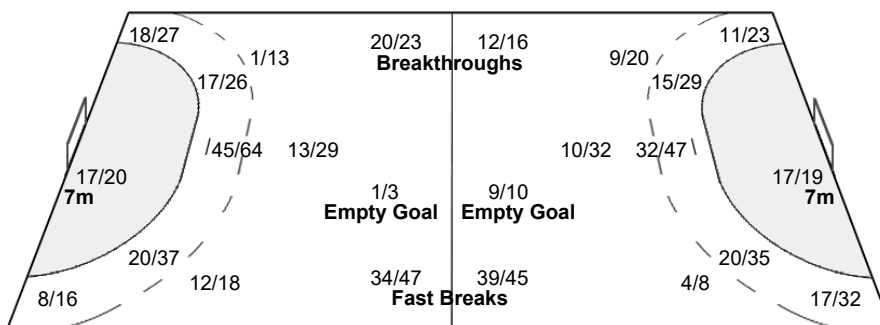 18/27 20/23 12/16 11/23
1/13 Breakthroughs 9/20
17/26 15/29
45/64 13/29 10/32 32/47
17/20 1/3 9/10 17/19
7m Empty Goal Empty Goal 7m
20/37 20/35
12/18 34/47 39/45 4/8
8/16 Fast Breaks 17/32